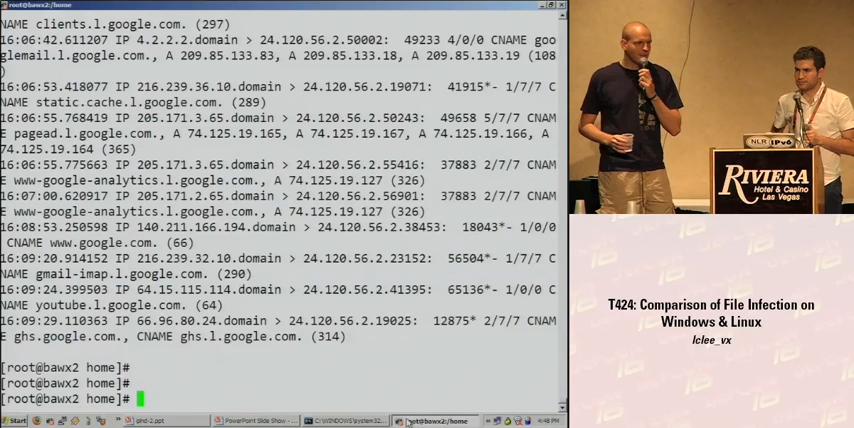 root@bawx2:/home
NAME clients.l.google.com. (297)
16:06:42.611207 IP 4.2.2.2.domain > 24.120.56.2.50002:  49233 4/0/0 CNAME goo
glemail.l.google.com., A 209.85.133.83, A 209.85.133.18, A 209.85.133.19 (108
)
16:06:53.418077 IP 216.239.36.10.domain > 24.120.56.2.19071:  41915*- 1/7/7 C
NAME static.cache.l.google.com. (289)
16:06:55.768419 IP 205.171.3.65.domain > 24.120.56.2.50243:  49658 5/7/7 CNAM
E pagead.l.google.com., A 74.125.19.165, A 74.125.19.167, A 74.125.19.166, A
74.125.19.164 (365)
16:06:55.775663 IP 205.171.3.65.domain > 24.120.56.2.55416:  37883 2/7/7 CNAM
E www-google-analytics.l.google.com., A 74.125.19.127 (326)
16:07:00.620917 IP 205.171.2.65.domain > 24.120.56.2.56901:  37883 2/7/7 CNAM
E www-google-analytics.l.google.com., A 74.125.19.127 (326)
16:08:53.250598 IP 140.211.166.194.domain > 24.120.56.2.38453:  18043*- 1/0/0
 CNAME www.google.com. (66)
16:09:20.914152 IP 216.239.32.10.domain > 24.120.56.2.23152:  56504*- 1/7/7 C
NAME gmail-imap.l.google.com. (290)
16:09:24.399503 IP 64.15.115.114.domain > 24.120.56.2.41395:  65136*- 1/0/0 C
NAME youtube.l.google.com. (64)
16:09:29.110363 IP 66.96.80.24.domain > 24.120.56.2.19025:  12875* 2/7/7 CNAM
E ghs.google.com., CNAME ghs.l.google.com. (314)
[root@bawx2 home]#
[root@bawx2 home]#
[root@bawx2 home]#
Start
gihd-2.ppt
PowerPoint Slide Show - ...
C:\WINDOWS\system32...
root@bawx2:/home
4:48 PM
NLR IPv6
RIVIERA
Hotel & Casino
Las Vegas
T424: Comparison of File Infection on
Windows & Linux
lclee_vx